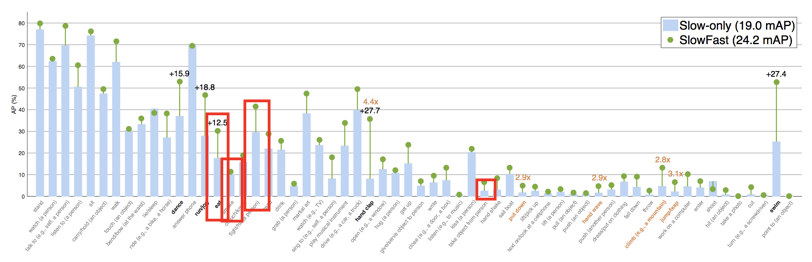 80
70
60
50
40
30
20
10
0
AP (%)
Slow-only (19.0 mAP)
SlowFast (24.2 mAP)
+15.9
+18.8
+12.5
4.4x
+27.7
2.9x
2.9x
2.8x
3.1x
+27.4
stand
watch (a person)
talk to (e.g., self, a person)
listen to (a person)
sit
carry/hold (an object)
walk
touch (an object)
bend/bow (at the waist)
lie/sleep
ride (e.g., a bike, a horse)
dance
answer phone
run/jog
eat
smoke
crouch/kneel
fight/hit (a person)
drink
grab (a person)
martial art
watch (e.g., TV)
sing to (e.g., self, a person)
play musical instrument
drive (e.g., a car, a truck)
hand clap
open (e.g., a window)
hug (a person)
get up
give/serve object to person
write
close (e.g., a door, a box)
listen (e.g., to music)
kiss (a person)
take object from person
hand shake
sail boat
put down
lift/pick up
text on/look at a cellphone
lift (a person)
pull (an object)
push (an object)
hand wave
push (another person)
dress/put on clothing
fall down
throw
climb (e.g., a mountain)
jump/leap
work on a computer
enter
shoot
hit (an object)
take a photo
cut
turn (e.g., a screwdriver)
swim
point to (an object)